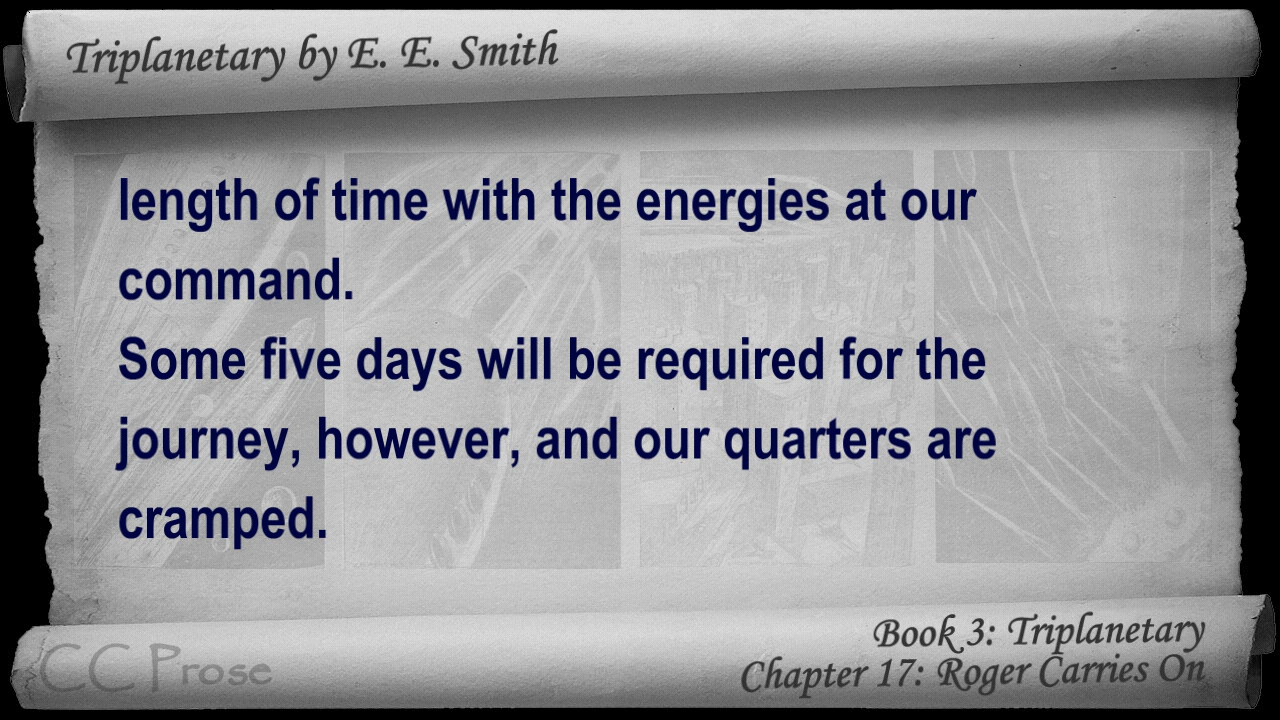 Triplanetary by E. E. Smith
length of time with the energies at our
command.
Some five days will be required for the
journey, however, and our quarters are
cramped.
Book 3: Triplanetary
Chapter 17: Roger Carries On
CC Prose